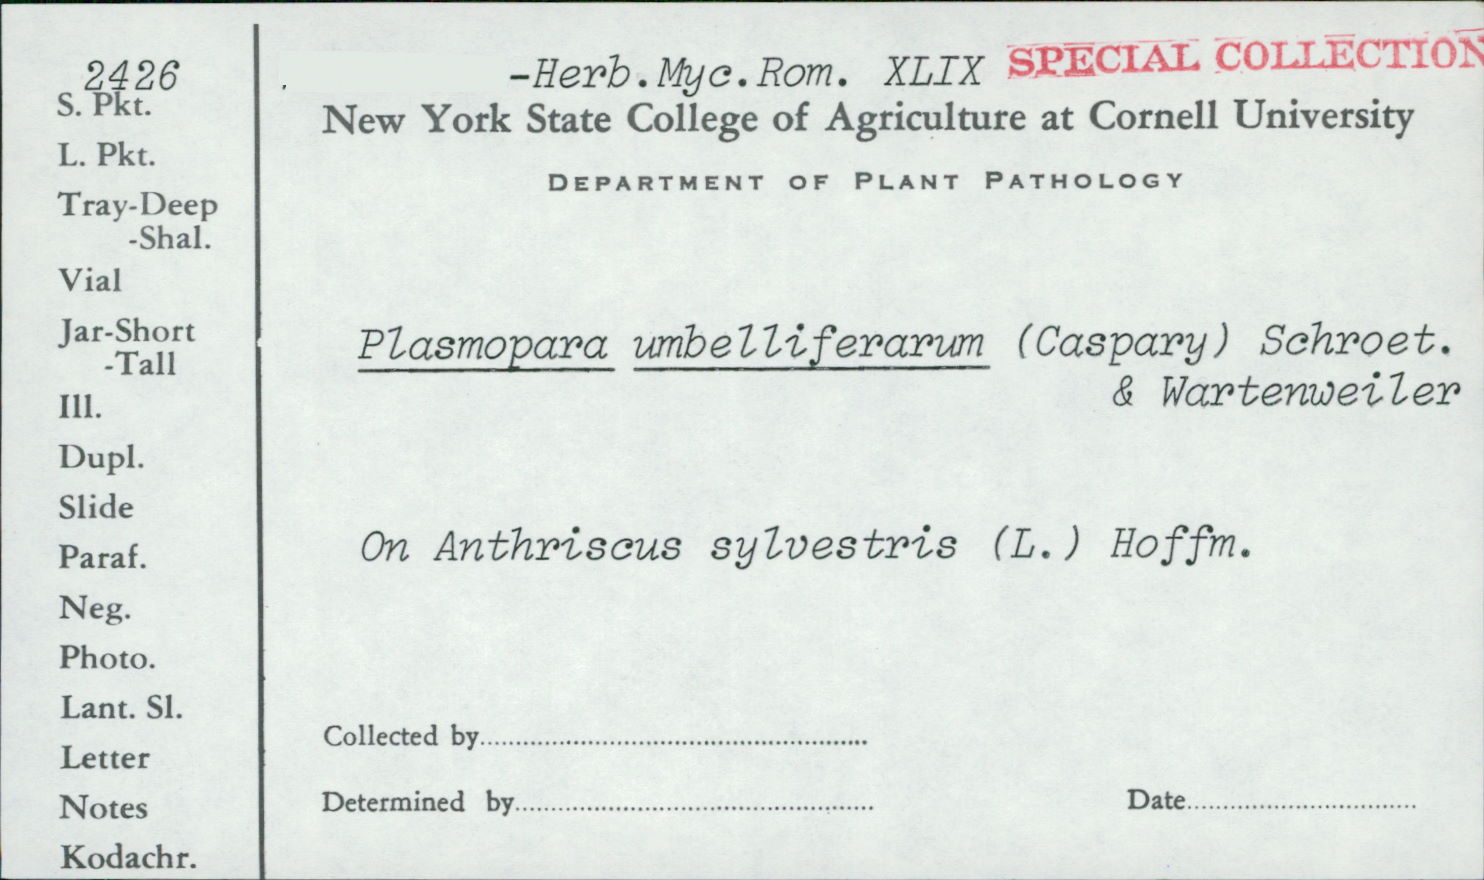 2426
S. Pkt.
L. Pkt.
Tray-Deep
-Shal.
Vial
Jar-Short
-Tall
Ill.
Dupl.
Slide
Paraf.
Neg.
Photo.
Lant. Sl.
Letter
Notes
Kodachr.
-Herb.Myc.Rom. XLIX SPECIAL COLLECTION
New York State College of Agriculture at Cornell University
DEPARTMENT OF PLANT PATHOLOGY
Plasmopara umbelliferarum (Caspary) Schroet.
& Wartenweiler
On Anthriscus sylvestris (L.) Hoffm.
Collected by
Determined by Date